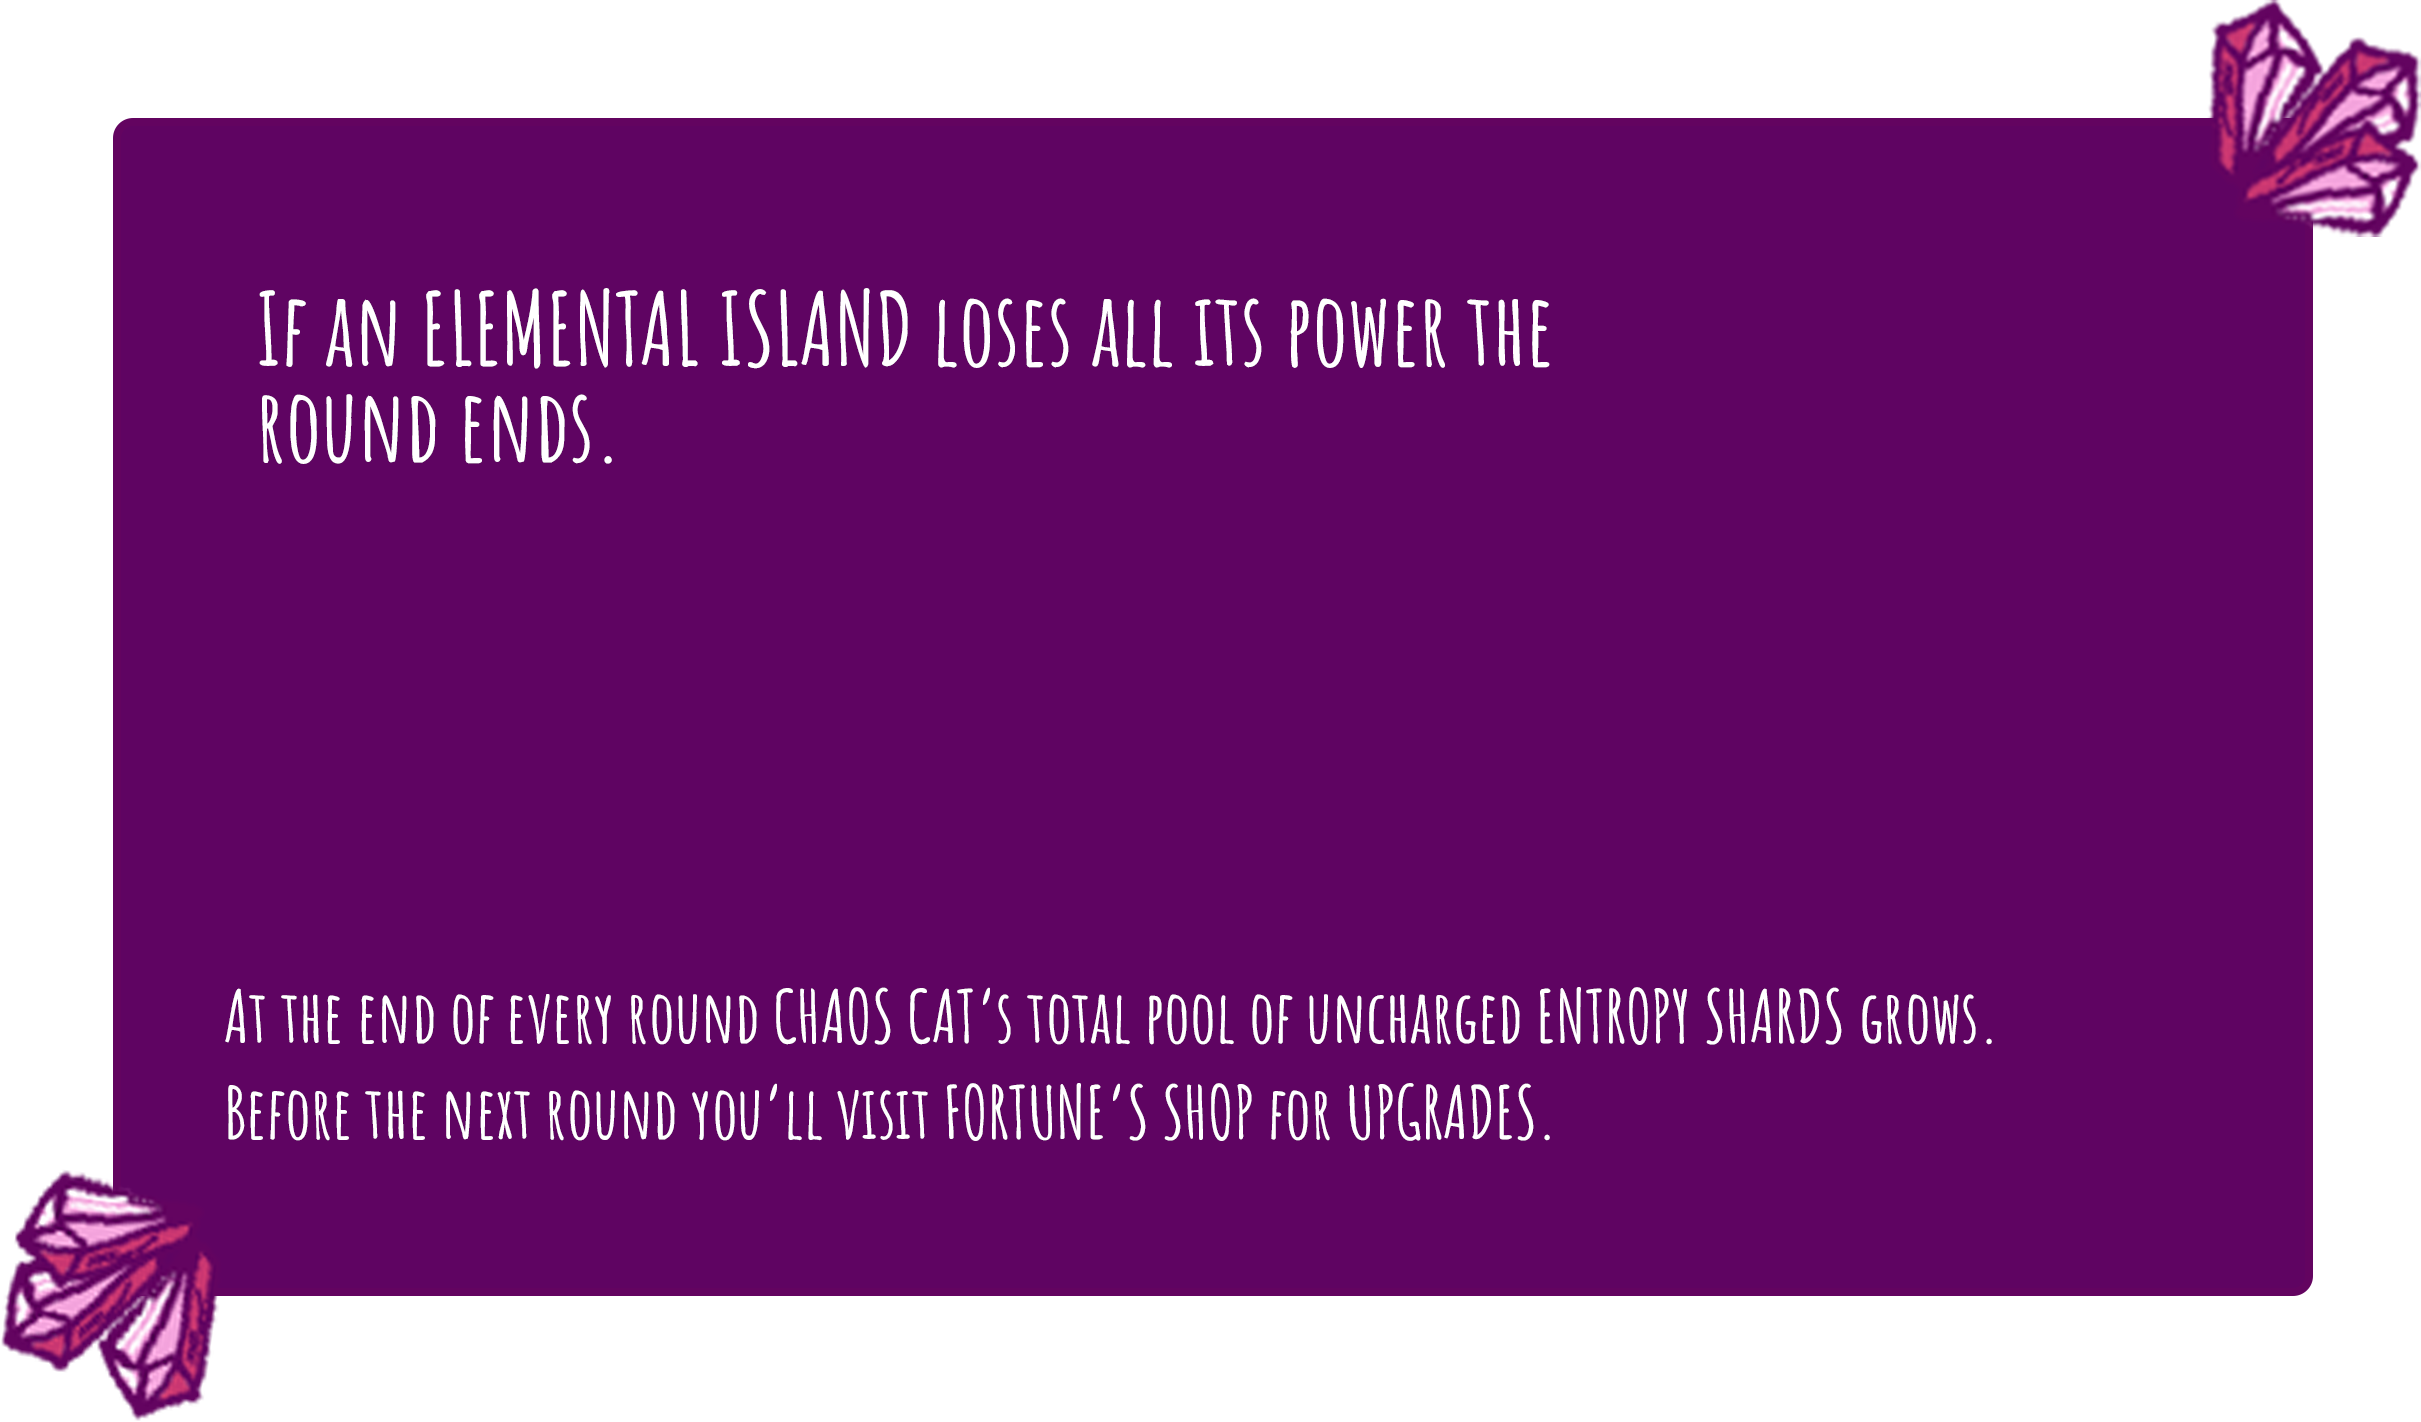 If an ELEMENTAL ISLAND loses all its power the
round ends.
At the end of every round CHAOS CAT’s total pool of uncharged ENTROPY SHARDS grows.
Before the next round you’ll visit FORTUNE’S SHOP for UPGRADES.